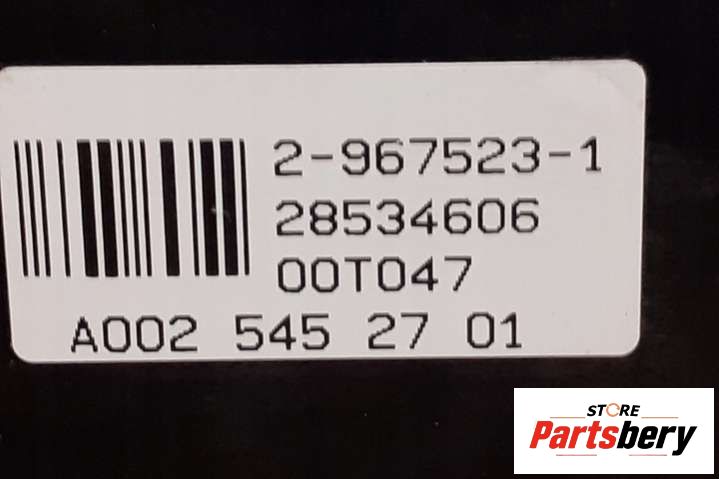 2-967523-1
28534606
00T047
A002 545 27 01
STORE
Partsbery